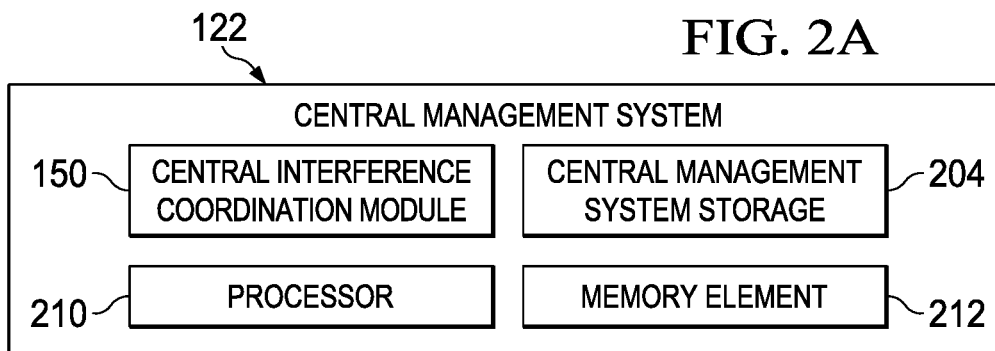 FIG. 2A
122
CENTRAL MANAGEMENT SYSTEM
150
CENTRAL INTERFERENCE
COORDINATION MODULE
CENTRAL MANAGEMENT
SYSTEM STORAGE
204
210
PROCESSOR
MEMORY ELEMENT
212